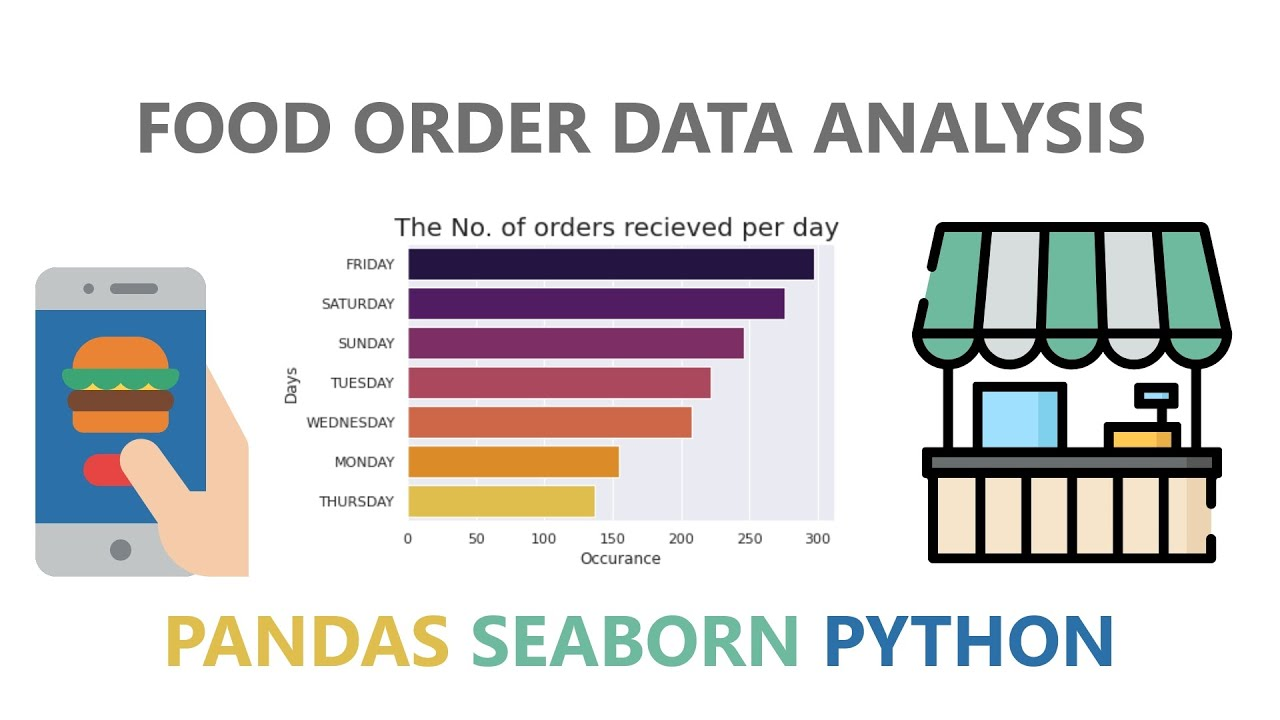 FOOD ORDER DATA ANALYSIS
The No. of orders recieved per day
FRIDAY
SATURDAY
SUNDAY
TUESDAY
WEDNESDAY
MONDAY
THURSDAY
Days
0 50 100 150 200 250 300
Occurance
PANDAS SEABORN PYTHON